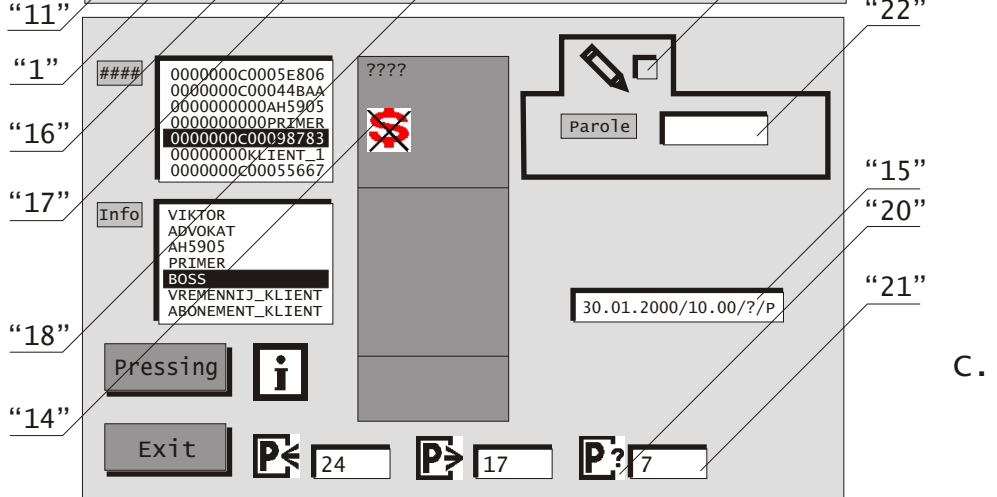 “11”
“22”
“1”
####
0000000C0005E806
0000000C00044BAA
0000000000AH5905
0000000000PRIMER
0000000C00098783
00000000KLIENT_1
0000000C00055667
????
$
Parole
“16”
“15”
“17”
“20”
Info
VIKTOR
ADVOKAT
AH5905
PRIMER
BOSS
VREMENNIJ_KLIENT
ABONEMENT_KLIENT
“21”
30.01.2000/10.00/?/P
“18”
Pressing
i
c.
“14”
Exit
P< 24
P> 17
P? 7